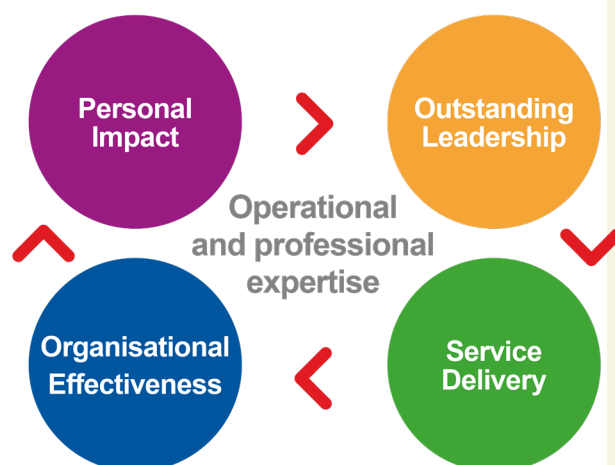 Personal
Impact
Outstanding
Leadership
Operational
and professional
expertise
Organisational
Effectiveness
Service
Delivery